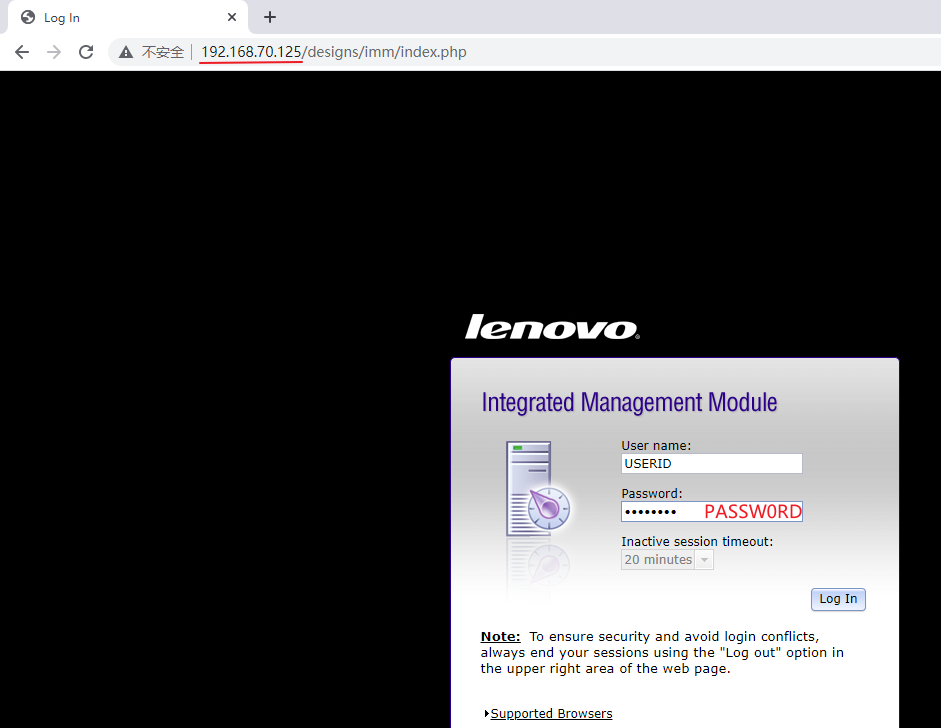 Log In
不安全 192.168.70.125/designs/imm/index.php
lenovo
Integrated Management Module
User name:
USERID
Password:
•••••••• PASSW0RD
Inactive session timeout:
20 minutes
Log In
Note: To ensure security and avoid login conflicts,
always end your sessions using the "Log out" option in
the upper right area of the web page.
Supported Browsers